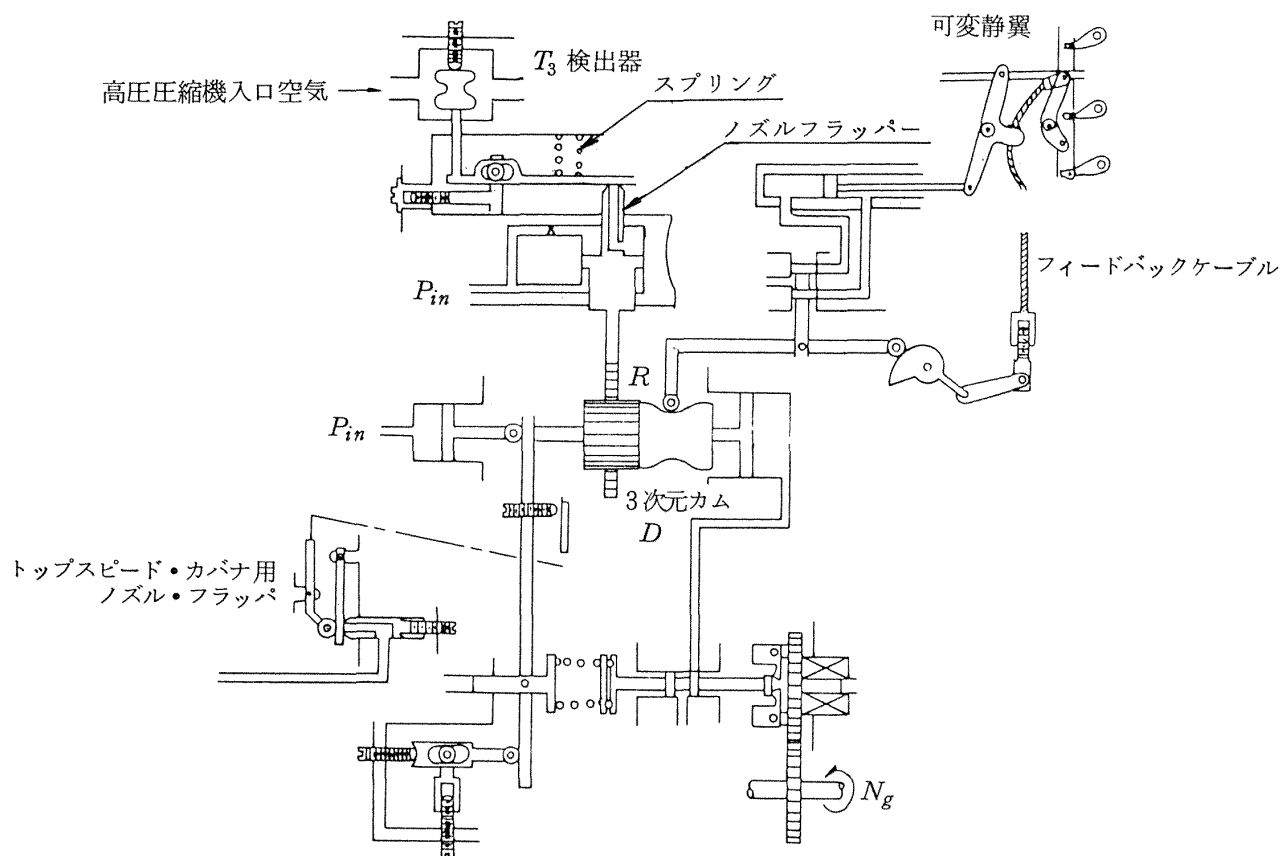 可変静翼
T3 検出器
高圧圧縮機入口空気
スプリング
ノズルフラッパー
フィードバックケーブル
Pin
R
Pin
3次元カム
D
トップスピード・カバナ用
ノズル・フラッパ
Ng